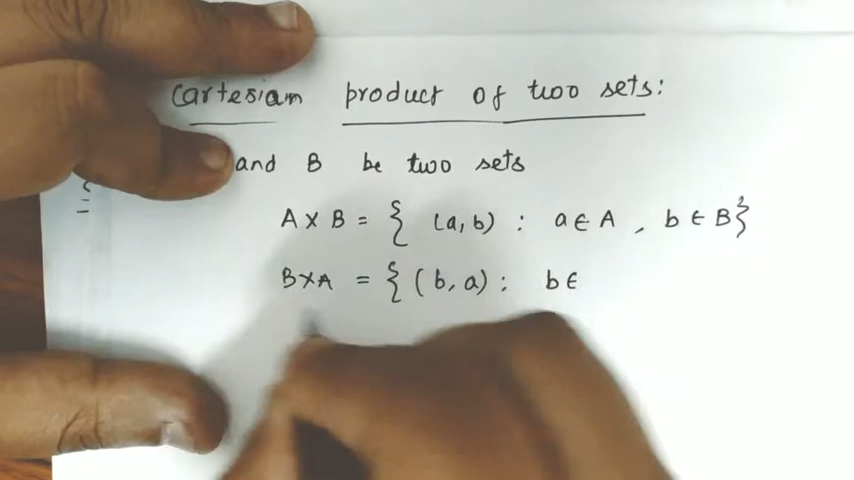 Cartesian product of two sets:
and B be two sets
A X B = { (a, b) : a ∈ A , b ∈ B}
B X A = { (b, a) : b ∈